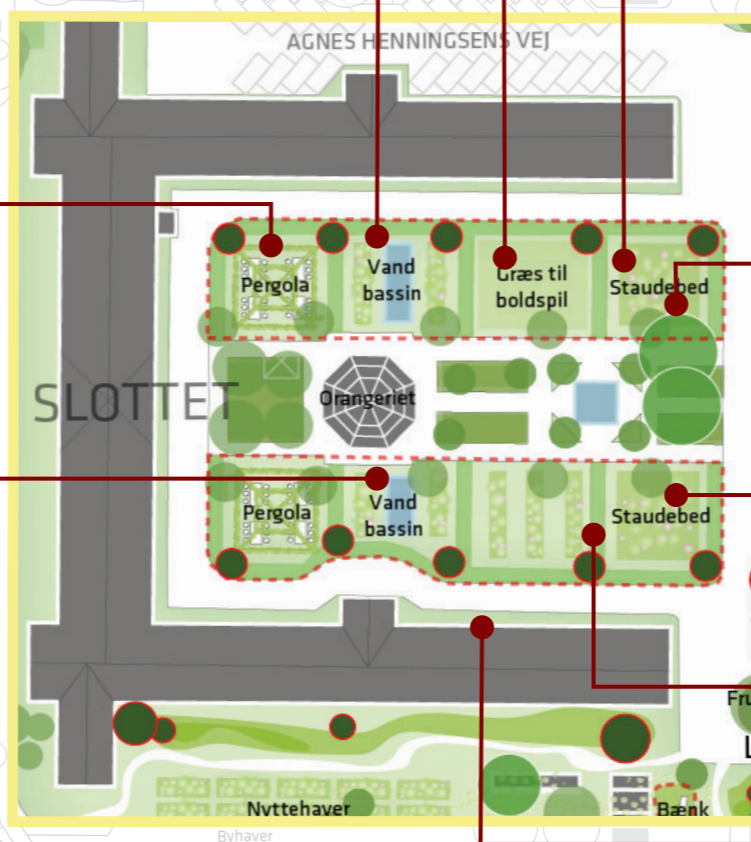 AGNES HENNINGSENS VEJ
Pergola
Vand
bassin
Græs til
boldspil
Staudebed
SLOTTET
Orangeriet
Pergola
Vand
bassin
Staudebed
Fru
L
Nyttehaver
Bænk
Byhaver